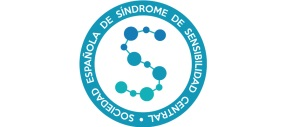 SOCIEDAD ESPAÑOLA DE SÍNDROME DE SENSIBILIDAD CENTRAL •